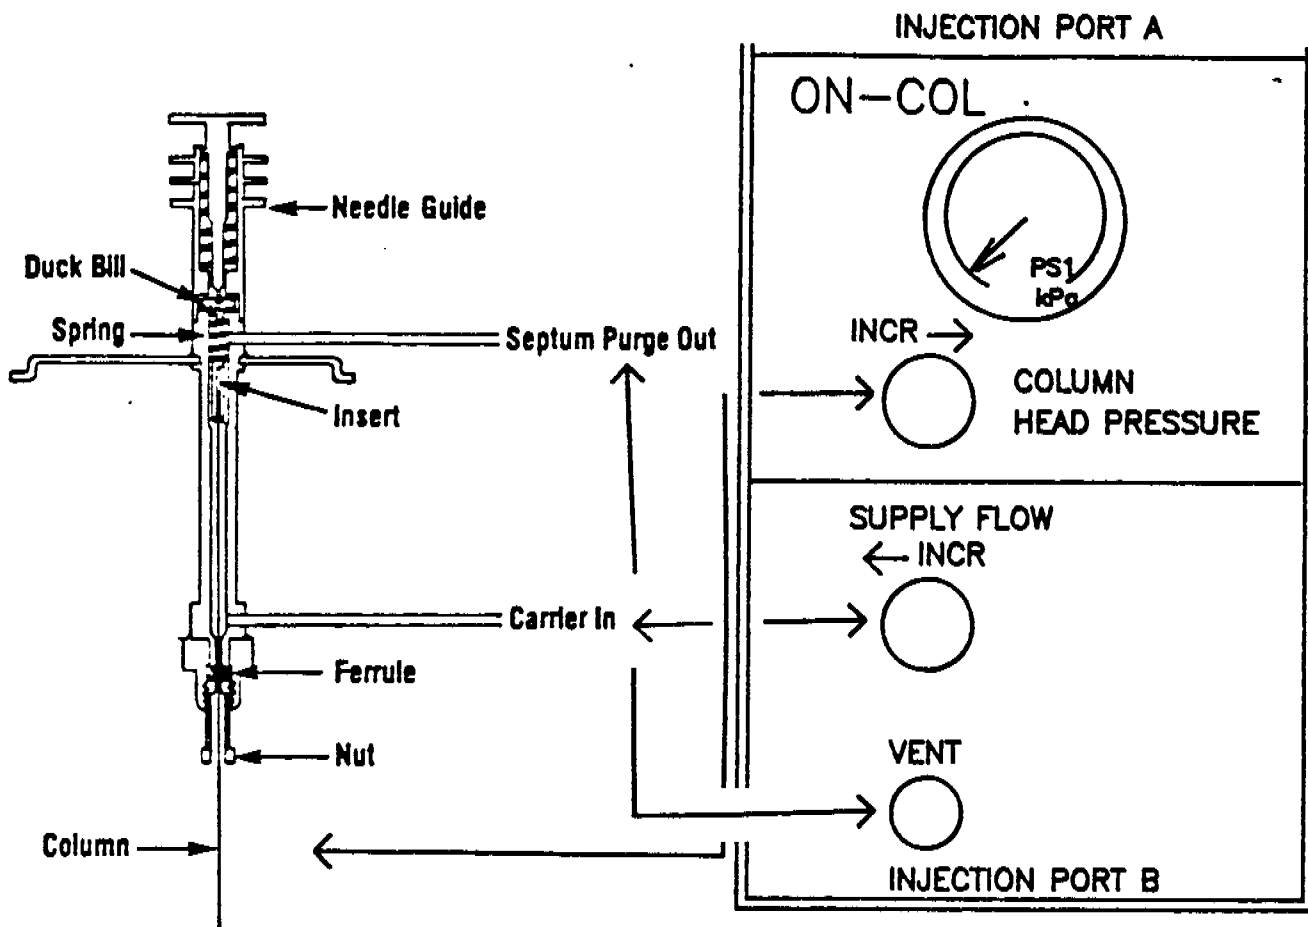 INJECTION PORT A
ON-COL
PS1
kPa
INCR
COLUMN
HEAD PRESSURE
SUPPLY FLOW
INCR
VENT
INJECTION PORT B
Needle Guide
Duck Bill
Spring
Septum Purge Out
Insert
Carrier In
Ferrule
Nut
Column